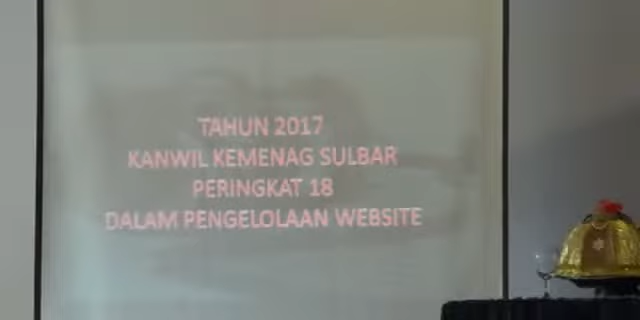 TAHUN 2017
KANWIL KEMENAG SULBAR
PERINGKAT 18
DALAM PENGELOLAAN WEBSITE